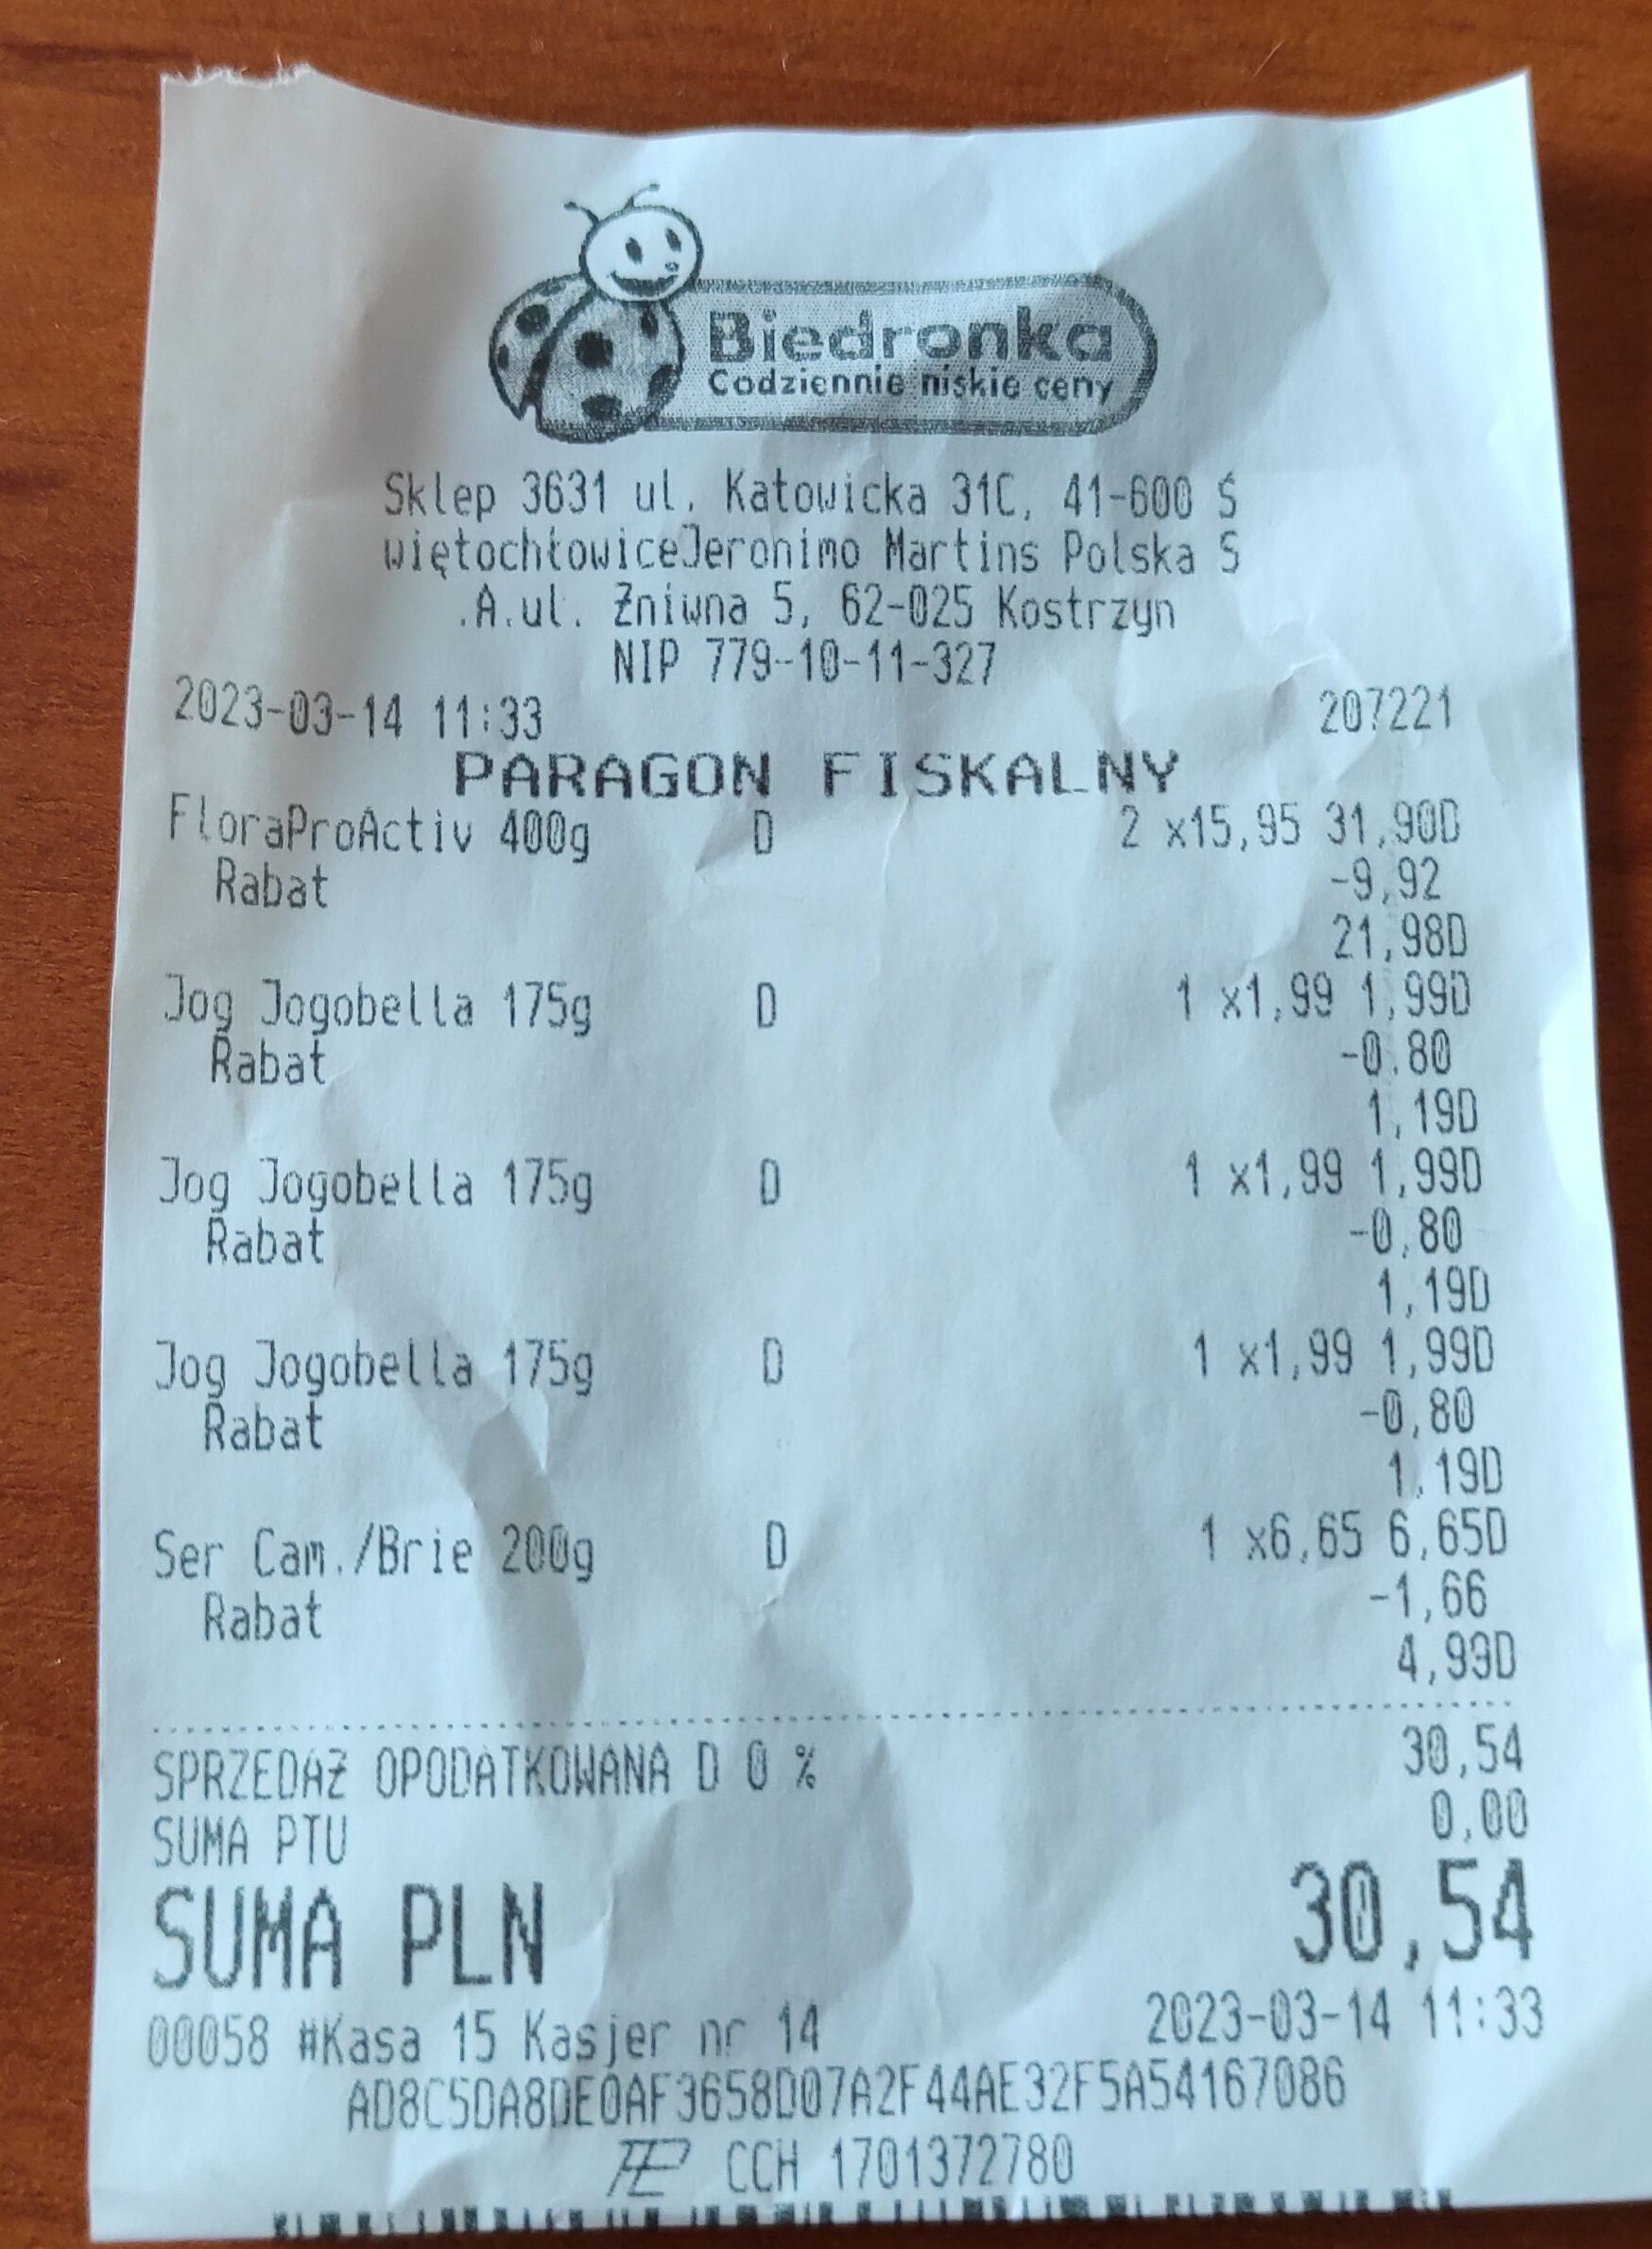 Biedronka
Codziennie niskie ceny
Sklep 3631 ul. Katowicka 31C, 41-600 Ś
więtochłowiceJeronimo Martins Polska S
.A.ul. Żniwna 5, 62-025 Kostrzyn
NIP 779-10-11-327
2023-03-14 11:33 207221
PARAGON FISKALNY
FloraProActiv 400g D 2 x15,95 31,90D
Rabat -9,92
21,98D
Jog Jogobella 175g D 1 x1,99 1,99D
Rabat -0,80
1,19D
Jog Jogobella 175g D 1 x1,99 1,99D
Rabat -0,80
1,19D
Jog Jogobella 175g D 1 x1,99 1,99D
Rabat -0,80
1,19D
Ser Cam./Brie 200g D 1 x6,65 6,65D
Rabat -1,66
4,99D
SPRZEDAŻ OPODATKOWANA D 0 % 30,54
SUMA PTU 0,00
SUMA PLN 30,54
00058 #Kasa 15 Kasjer nr 14 2023-03-14 11:33
AD8C5DA8DE0AF3658D07A2F44AE32F5A54167086
CCH 1701372780